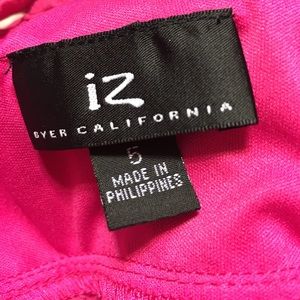 iz
BYER CALIFORNIA
5
MADE IN
PHILIPPINES